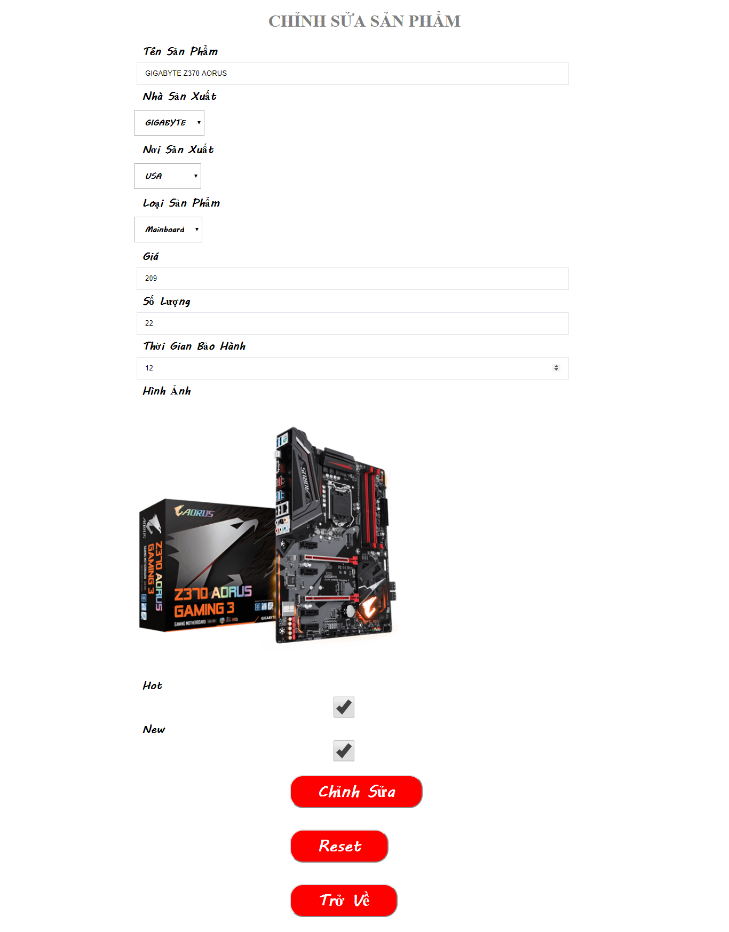 CHỈNH SỬA SẢN PHẨM
Tên Sản Phẩm
GIGABYTE Z370 AORUS
Nhà Sản Xuất
GIGABYTE
Nơi Sản Xuất
USA
Loại Sản Phẩm
Mainboard
Giá
209
Số Lượng
22
Thời Gian Bảo Hành
12
Hình Ảnh
AORUS
Z370 AORUS
GAMING 3
Z370 AORUS
GAMING 3
Hot
New
Chỉnh Sửa
Reset
Trở Về